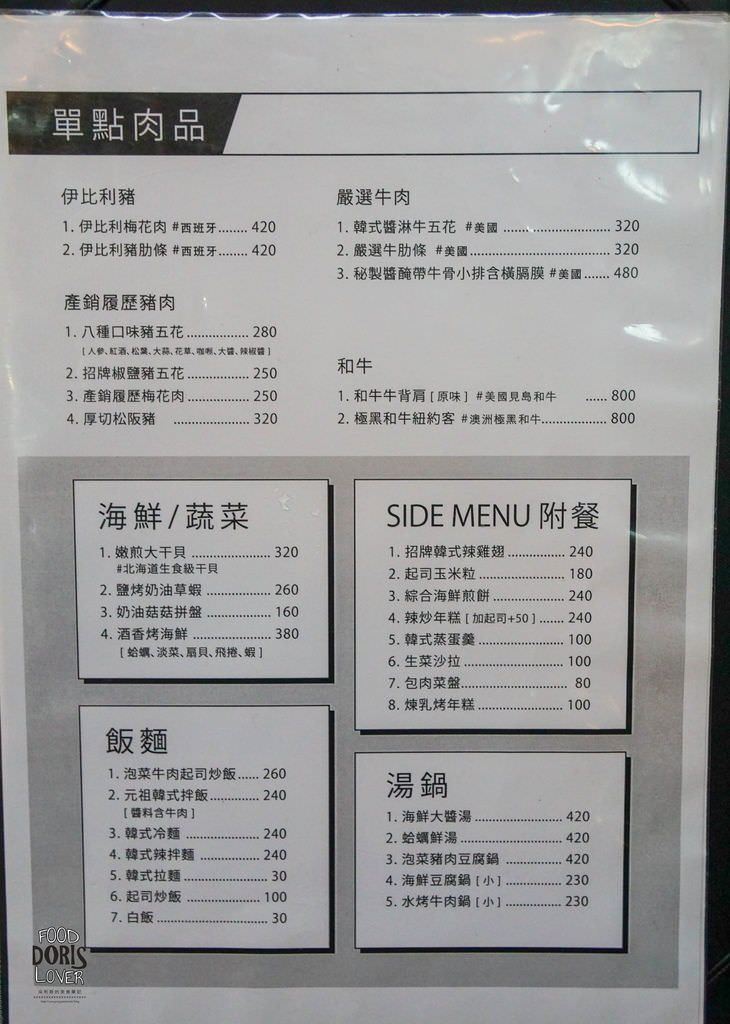 單點肉品
伊比利豬
1. 伊比利梅花肉 #西班牙........ 420
2. 伊比利豬肋條 #西班牙........ 420
產銷履歷豬肉
1. 八種口味豬五花................. 280
[ 人參、紅酒、松葉、大蒜、花草、咖喱、大醬、辣椒醬 ]
2. 招牌椒鹽豬五花................ 250
3. 產銷履歷梅花肉................ 250
4. 厚切松阪豬 .................... 320
嚴選牛肉
1. 韓式醬淋牛五花 #美國 ............................ 320
2. 嚴選牛肋條 #美國..................................... 320
3. 秘製醬醃帶牛骨小排含橫膈膜 #美國....... 480
和牛
1. 和牛牛背肩 [ 原味 ] #美國見島和牛 ...... 800
2. 極黑和牛紐約客 #澳洲極黑和牛................. 800
海鮮/蔬菜
1. 嫩煎大干貝 ..................... 320
#北海道生食級干貝
2. 鹽烤奶油草蝦 ................. 260
3. 奶油菇菇拼盤 ................. 160
4. 酒香烤海鮮 ..................... 380
[ 蛤蠣、淡菜、扇貝、飛捲、蝦 ]
SIDE MENU 附餐
1. 招牌韓式辣雞翅 ............... 240
2. 起司玉米粒 ...................... 180
3. 綜合海鮮煎餅 .................. 240
4. 辣炒年糕 [ 加起司+50 ] ....... 240
5. 韓式蒸蛋羹 ...................... 100
6. 生菜沙拉 .......................... 100
7. 包肉菜盤............................ 80
8. 煉乳烤年糕 ...................... 100
飯麵
1. 泡菜牛肉起司炒飯...... 260
2. 元祖韓式拌飯.............. 240
[ 醬料含牛肉 ]
3. 韓式冷麵 .................... 240
4. 韓式辣拌麵 ................ 240
5. 韓式拉麵 ....................... 30
6. 起司炒飯 ..................... 100
7. 白飯 .............................. 30
湯鍋
1. 海鮮大醬湯 ....................... 420
2. 蛤蠣鮮湯 .......................... 420
3. 泡菜豬肉豆腐鍋 ............... 420
4. 海鮮豆腐鍋 [ 小 ] .............. 230
5. 水烤牛肉鍋 [ 小 ] .............. 230
FOOD
DORIS
LOVER